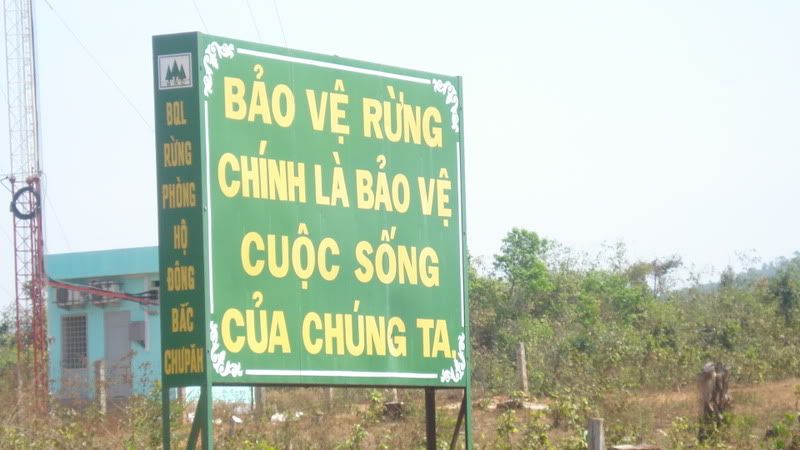 BQL
RỪNG
PHÒNG
HỘ
ĐÔNG
BẮC
CHƯPĂH
BẢO VỆ RỪNG
CHÍNH LÀ BẢO VỆ
CUỘC SỐNG
CỦA CHÚNG TA.